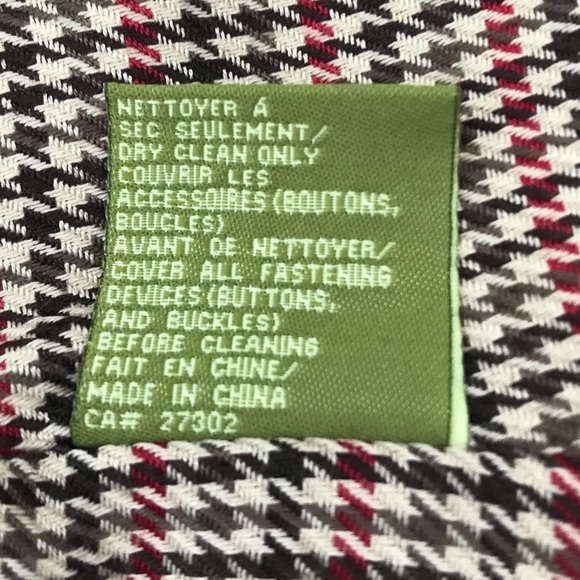 NETTOYER Á
SEC SEULEMENT/
DRY CLEAN ONLY
COUVRIR LES
ACCESSOIRES(BOUTONS,
BOUCLES)
AVANT DE NETTOYER/
COVER ALL FASTENING
DEVICES(BUTTONS,
AND BUCKLES)
BEFORE CLEANING
FAIT EN CHINE/
MADE IN CHINA
CA# 27302